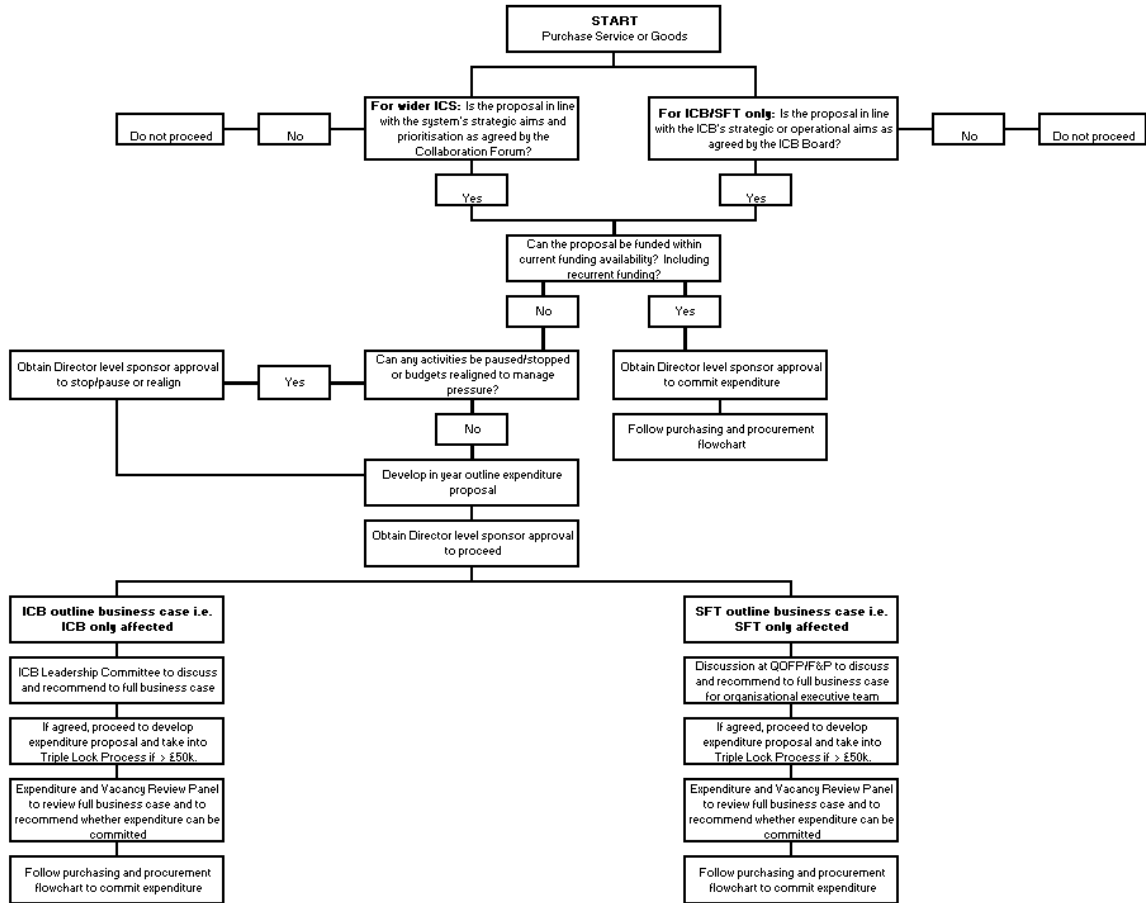 START
Purchase Service or Goods
For wider ICS: Is the proposal in line
with the system's strategic aims and
prioritisation as agreed by the
Collaboration Forum?
For ICB/SFT only: Is the proposal in
line with the ICB's strategic or operational aims as
agreed by the ICB Board?
Do not proceed
No
No
Do not proceed
Yes
Yes
Can the proposal be funded within
current funding availability? Including
recurrent funding?
No
Yes
Obtain Director level sponsor approval
to stop/pause or realign
Yes
Can any activities be paused/stopped
or budgets realigned to manage
pressure?
Obtain Director level sponsor approval
to commit expenditure
No
Follow purchasing and procurement
flowchart
Develop in year outline expenditure
proposal
Obtain Director level sponsor approval
to proceed
ICB outline business case i.e.
ICB only affected
SFT outline business case i.e.
SFT only affected
ICB Leadership Committee to discuss
and recommend to full business case
Discussion at QOFP/F&P to discuss
and recommend to full business case
for organisational executive team
If agreed, proceed to develop
expenditure proposal and take into
Triple Lock Process if > £50k.
If agreed, proceed to develop
expenditure proposal and take into
Triple Lock Process if > £50k.
Expenditure and Vacancy Review Panel
to review full business case and to
recommend whether expenditure can be
committed
Expenditure and Vacancy Review Panel
to review full business case and to
recommend whether expenditure can be
committed
Follow purchasing and procurement
flowchart to commit expenditure
Follow purchasing and procurement
flowchart to commit expenditure